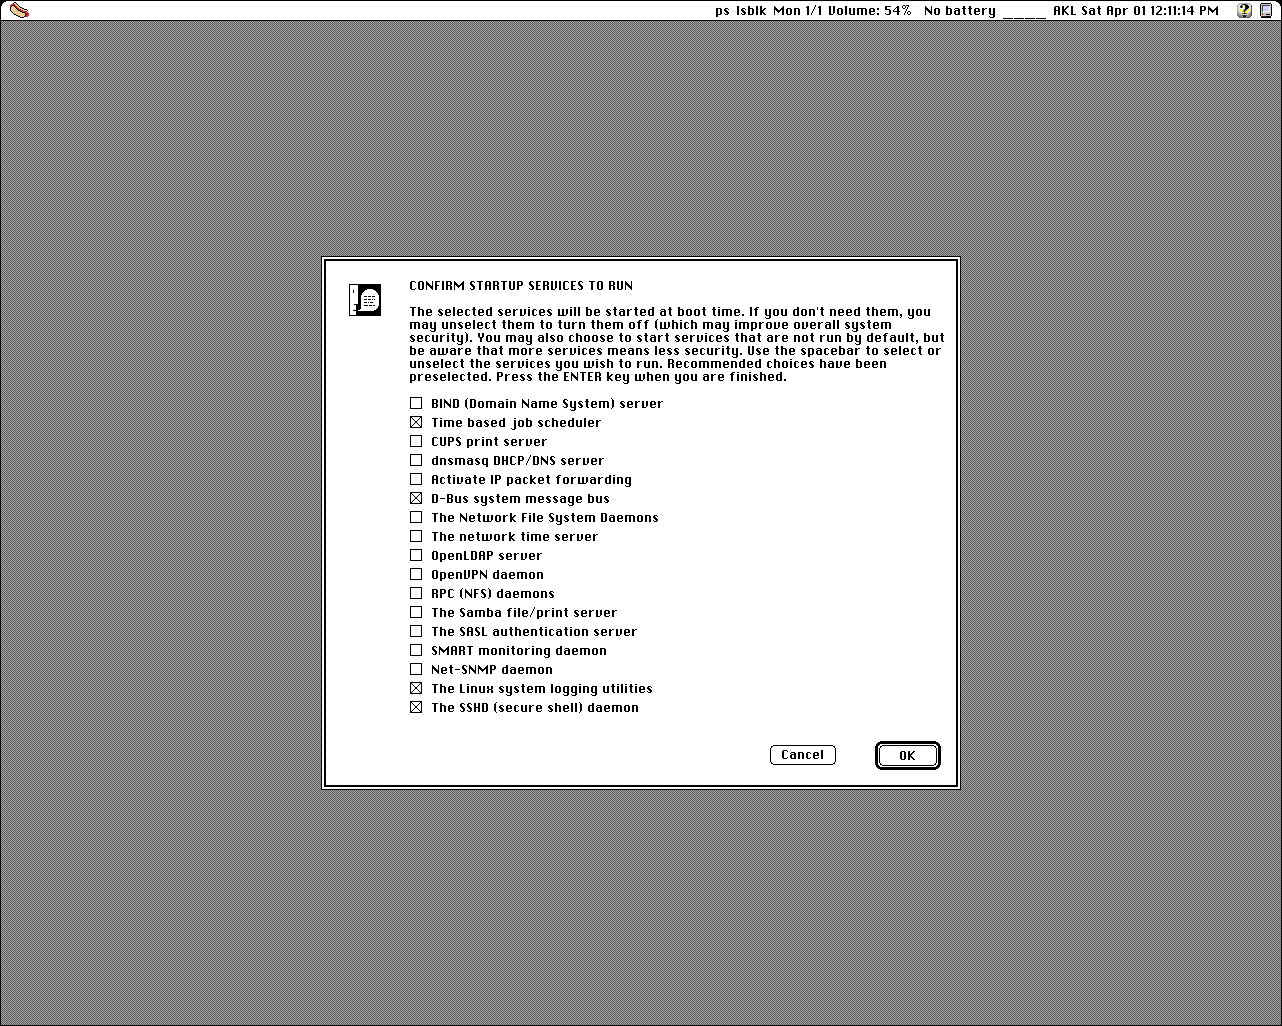 ps lsblk Mon 1/1 Volume: 54% No battery ____ AKL Sat Apr 01 12:11:14 PM
CONFIRM STARTUP SERVICES TO RUN
The selected services will be started at boot time. If you don't need them, you
may unselect them to turn them off (which may improve overall system
security). You may also choose to start services that are not run by default, but
be aware that more services means less security. Use the spacebar to select or
unselect the services you wish to run. Recommended choices have been
preselected. Press the ENTER key when you are finished.
BIND (Domain Name System) server
Time based job scheduler
CUPS print server
dnsmasq DHCP/DNS server
Activate IP packet forwarding
D-Bus system message bus
The Network File System Daemons
The network time server
OpenLDAP server
OpenVPN daemon
RPC (NFS) daemons
The Samba file/print server
The SASL authentication server
SMART monitoring daemon
Net-SNMP daemon
The Linux system logging utilities
The SSHD (secure shell) daemon
Cancel OK